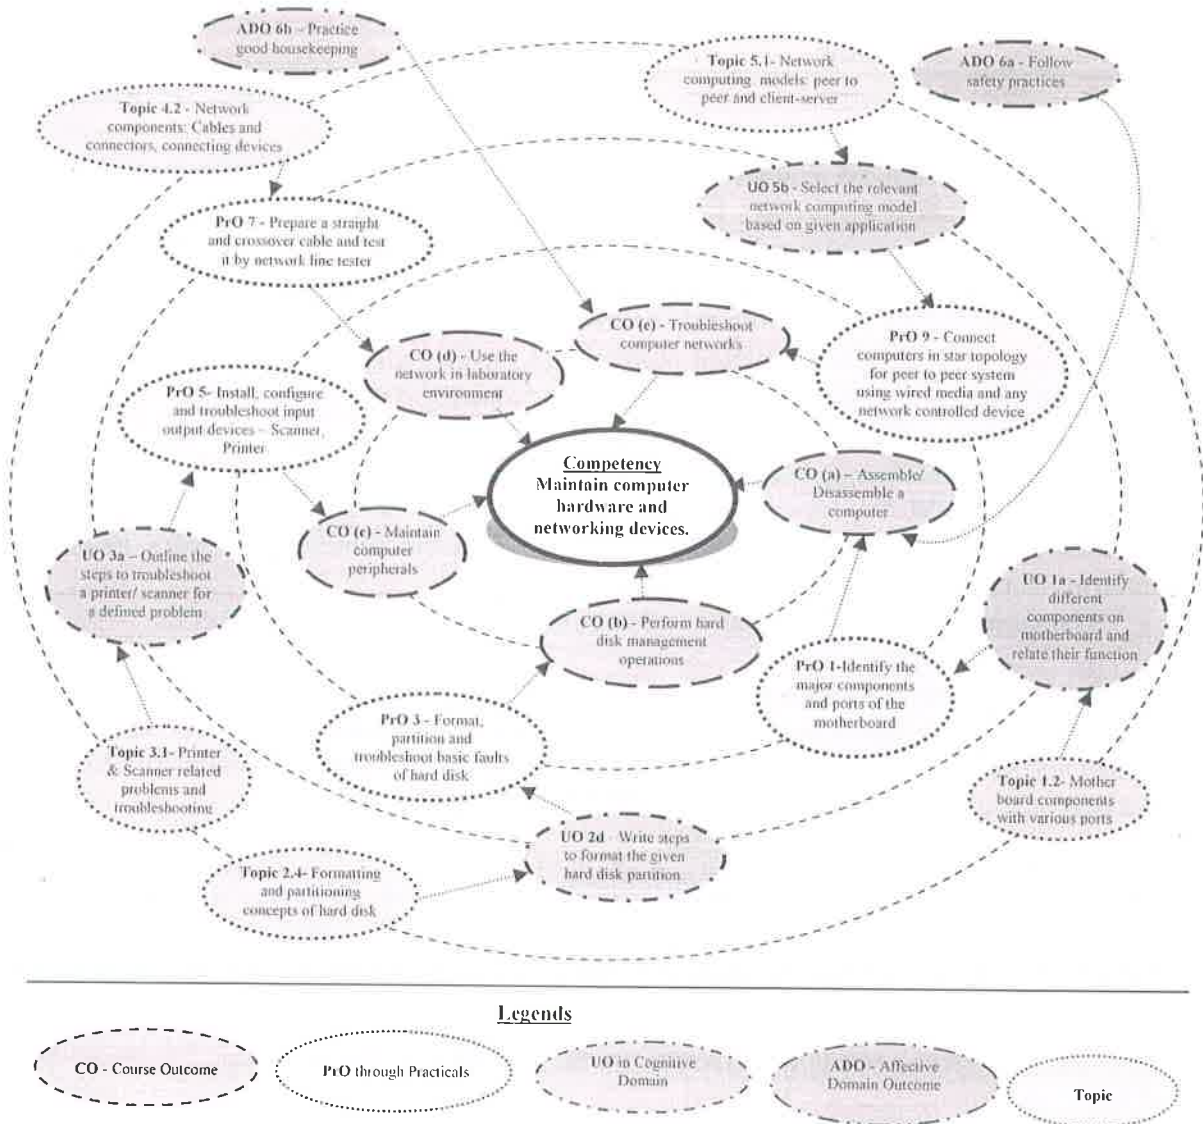 ADO 6b – Practice
good housekeeping
Topic 5.1- Network
computing models: peer to
peer and client-server
ADO 6a - Follow
safety practices
Topic 4.2 - Network
components: Cables and
connectors, connecting devices
UO 5b - Select the relevant
network computing model
based on given application
PrO 7 - Prepare a straight
and crossover cable and test
it by network line tester
CO (e) - Troubleshoot
computer networks
PrO 9 - Connect
computers in star topology
for peer to peer system
using wired media and any
network controlled device
CO (d) - Use the
network in laboratory
environment
PrO 5- Install, configure
and troubleshoot input
output devices – Scanner,
Printer
Competency
Maintain computer
hardware and
networking devices.
CO (a) – Assemble/
Disassemble a
computer
CO (c) - Maintain
computer
peripherals
UO 3a – Outline the
steps to troubleshoot
a printer/ scanner for
a defined problem
UO 1a - Identify
different
components on
motherboard and
relate their function
CO (b) - Perform hard
disk management
operations
PrO 1-Identify the
major components
and ports of the
motherboard
PrO 3 - Format,
partition and
troubleshoot basic faults
of hard disk
Topic 3.1- Printer
& Scanner related
problems and
troubleshooting
Topic 1.2- Mother
board components
with various ports
UO 2d - Write steps
to format the given
hard disk partition
Topic 2.4- Formatting
and partitioning
concepts of hard disk
Legends
CO - Course Outcome
PrO through Practicals
UO in Cognitive
Domain
ADO - Affective
Domain Outcome
Topic